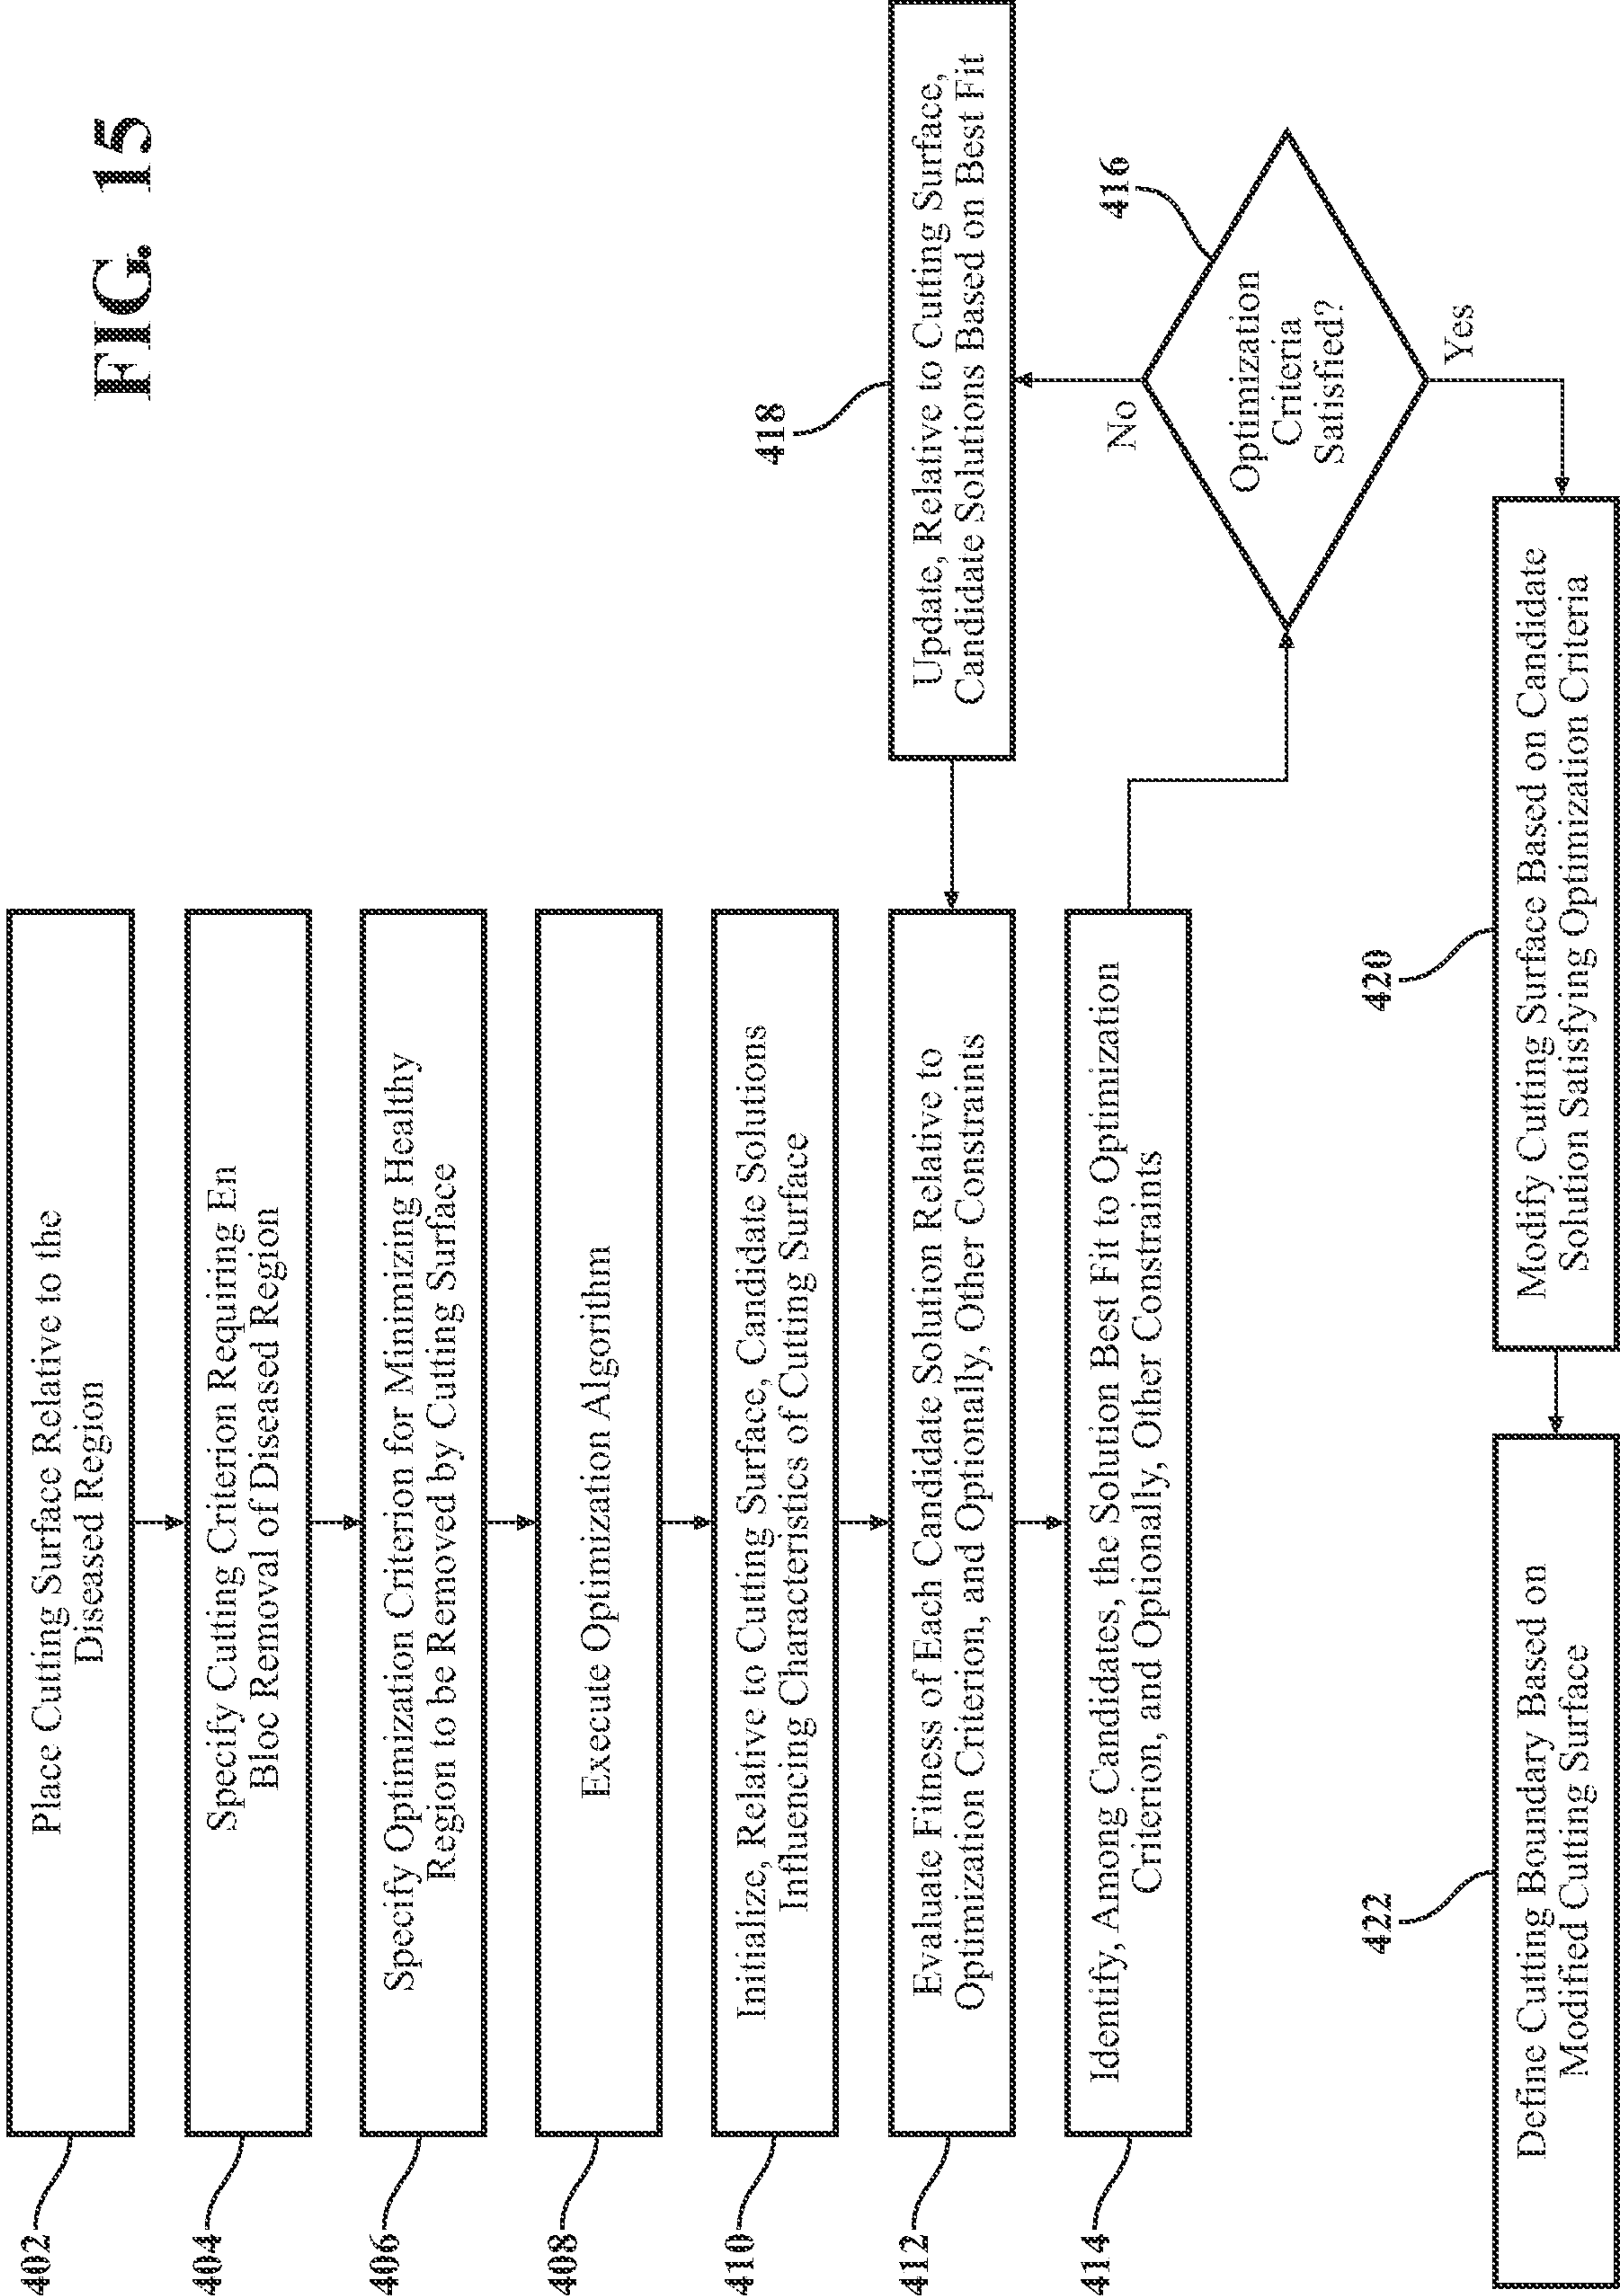 FIG. 15
402
Place Cutting Surface Relative to the
Diseased Region
404
Specify Cutting Criterion Requiring En
Bloc Removal of Diseased Region
406
Specify Optimization Criterion for Minimizing Healthy
Region to be Removed by Cutting Surface
408
Execute Optimization Algorithm
410
Initialize, Relative to Cutting Surface, Candidate Solutions
Influencing Characteristics of Cutting Surface
412
Evaluate Fitness of Each Candidate Solution Relative to
Optimization Criterion, and Optionally, Other Constraints
414
Identify, Among Candidates, the Solution Best Fit to Optimization
Criterion, and Optionally, Other Constraints
418
Update, Relative to Cutting Surface,
Candidate Solutions Based on Best Fit
No
416
Optimization
Criteria
Satisfied?
Yes
420
Modify Cutting Surface Based on Candidate
Solution Satisfying Optimization Criteria
422
Define Cutting Boundary Based on
Modified Cutting Surface